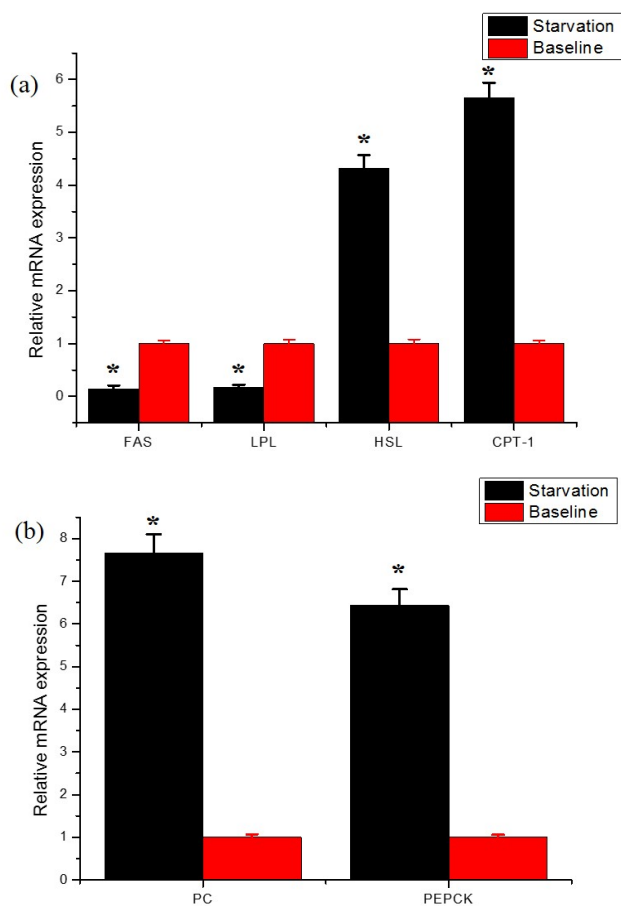 Starvation
Baseline
(a)
Relative mRNA expression
6
5
4
3
2
1
0
*
*
*
*
FAS LPL HSL CPT-1
Starvation
Baseline
(b)
Relative mRNA expression
8
7
6
5
4
3
2
1
0
*
*
PC PEPCK